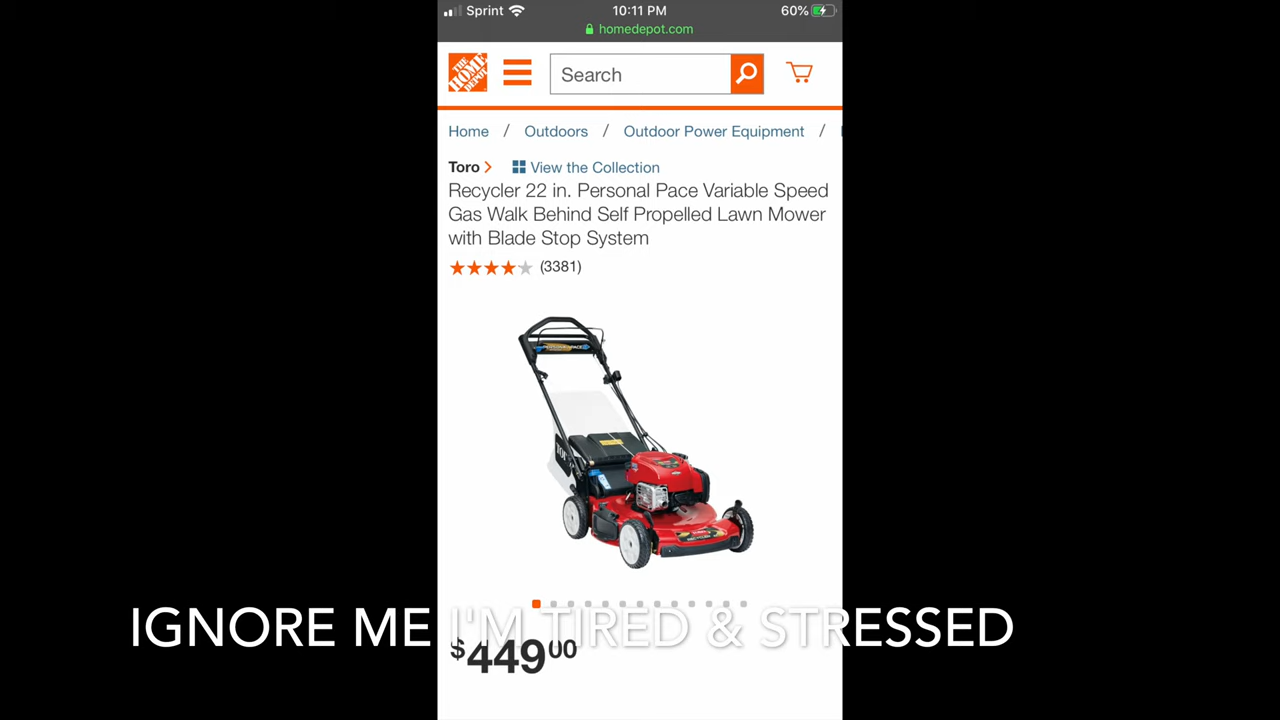 Sprint 10:11 PM 60%
homedepot.com
THE HOME DEPOT Search
Home / Outdoors / Outdoor Power Equipment /
Toro View the Collection
Recycler 22 in. Personal Pace Variable Speed
Gas Walk Behind Self Propelled Lawn Mower
with Blade Stop System
(3381)
IGNORE ME I'M TIRED & STRESSED
$44900